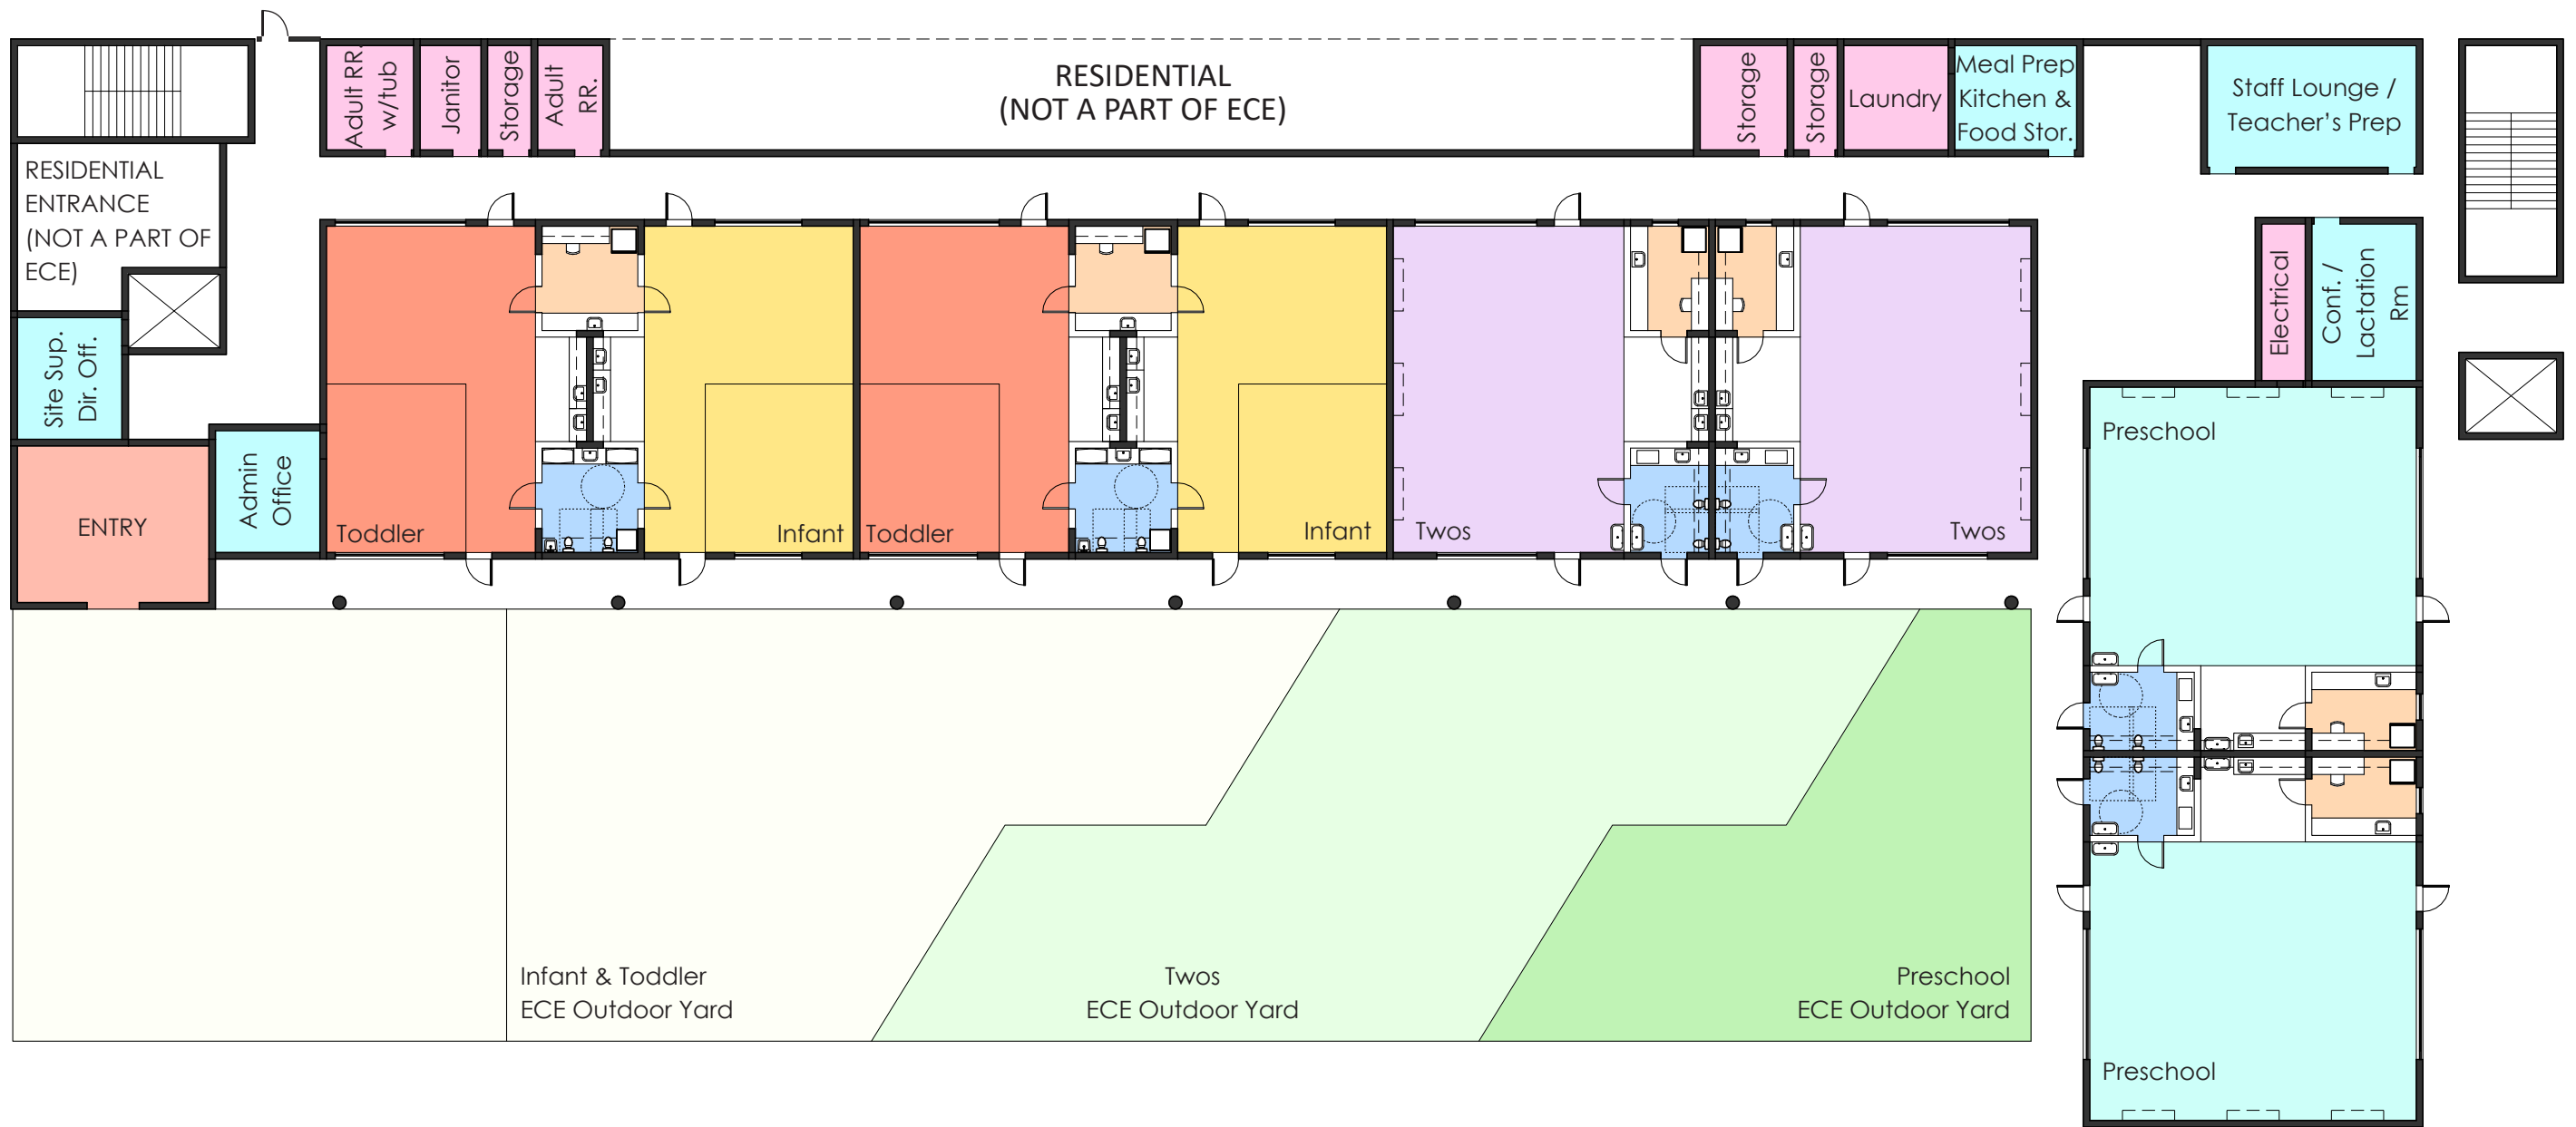 Adult RR.
w/tub
Janitor
Storage
Adult
RR.
RESIDENTIAL
(NOT A PART OF ECE)
Storage
Storage
Laundry
Meal Prep
Kitchen &
Food Stor.
Staff Lounge /
Teacher’s Prep
RESIDENTIAL
ENTRANCE
(NOT A PART OF
ECE)
Site Sup.
Dir. Off.
Admin
Office
ENTRY
Toddler
Infant
Toddler
Infant
Twos
Twos
Electrical
Conf. /
Lactation
Rm
Preschool
Infant & Toddler
ECE Outdoor Yard
Twos
ECE Outdoor Yard
Preschool
ECE Outdoor Yard
Preschool